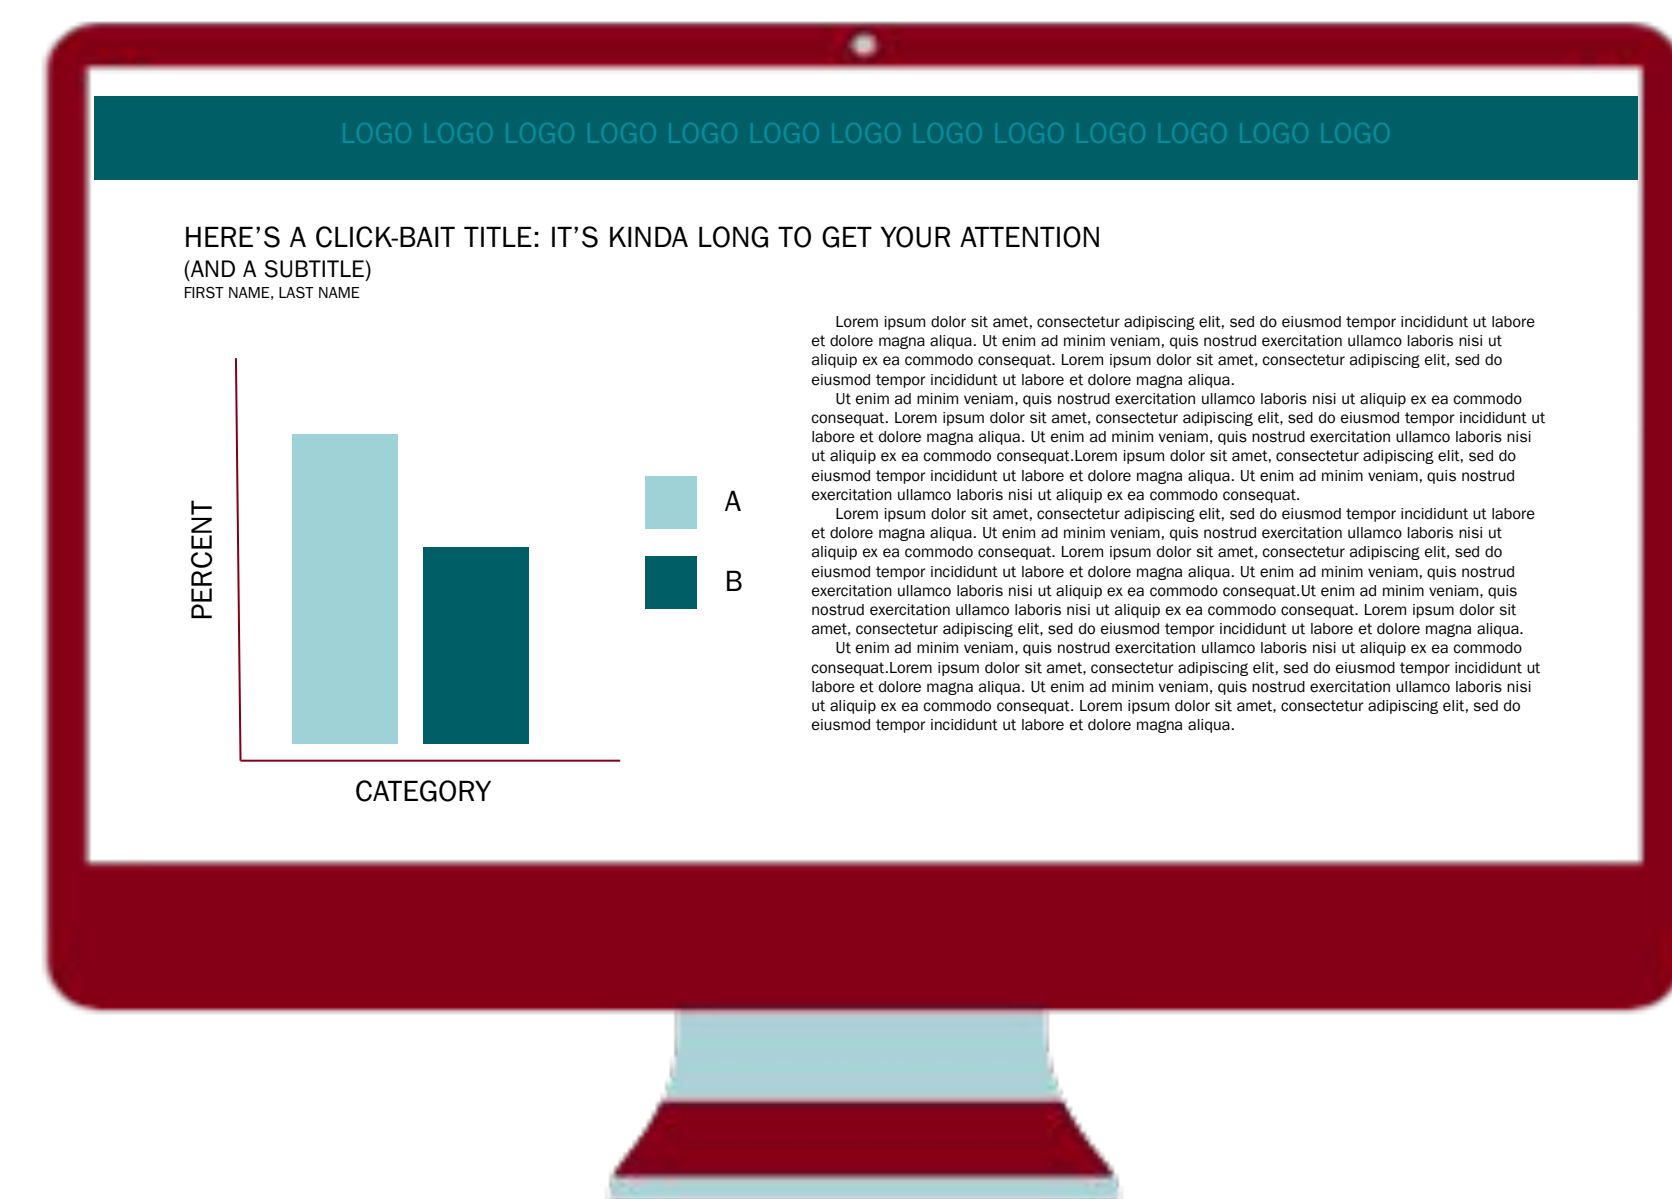 LOGO LOGO LOGO LOGO LOGO LOGO LOGO LOGO LOGO LOGO LOGO LOGO LOGO
HERE’S A CLICK-BAIT TITLE: IT’S KINDA LONG TO GET YOUR ATTENTION
(AND A SUBTITLE)
FIRST NAME, LAST NAME
PERCENT
CATEGORY
A
B
Lorem ipsum dolor sit amet, consectetur adipiscing elit, sed do eiusmod tempor incididunt ut labore
et dolore magna aliqua. Ut enim ad minim veniam, quis nostrud exercitation ullamco laboris nisi ut
aliquip ex ea commodo consequat. Lorem ipsum dolor sit amet, consectetur adipiscing elit, sed do
eiusmod tempor incididunt ut labore et dolore magna aliqua.
Ut enim ad minim veniam, quis nostrud exercitation ullamco laboris nisi ut aliquip ex ea commodo
consequat. Lorem ipsum dolor sit amet, consectetur adipiscing elit, sed do eiusmod tempor incididunt ut
labore et dolore magna aliqua. Ut enim ad minim veniam, quis nostrud exercitation ullamco laboris nisi
ut aliquip ex ea commodo consequat.Lorem ipsum dolor sit amet, consectetur adipiscing elit, sed do
eiusmod tempor incididunt ut labore et dolore magna aliqua. Ut enim ad minim veniam, quis nostrud
exercitation ullamco laboris nisi ut aliquip ex ea commodo consequat.
Lorem ipsum dolor sit amet, consectetur adipiscing elit, sed do eiusmod tempor incididunt ut labore
et dolore magna aliqua. Ut enim ad minim veniam, quis nostrud exercitation ullamco laboris nisi ut
aliquip ex ea commodo consequat. Lorem ipsum dolor sit amet, consectetur adipiscing elit, sed do
eiusmod tempor incididunt ut labore et dolore magna aliqua. Ut enim ad minim veniam, quis nostrud
exercitation ullamco laboris nisi ut aliquip ex ea commodo consequat.Ut enim ad minim veniam, quis
nostrud exercitation ullamco laboris nisi ut aliquip ex ea commodo consequat. Lorem ipsum dolor sit
amet, consectetur adipiscing elit, sed do eiusmod tempor incididunt ut labore et dolore magna aliqua.
Ut enim ad minim veniam, quis nostrud exercitation ullamco laboris nisi ut aliquip ex ea commodo
consequat.Lorem ipsum dolor sit amet, consectetur adipiscing elit, sed do eiusmod tempor incididunt ut
labore et dolore magna aliqua. Ut enim ad minim veniam, quis nostrud exercitation ullamco laboris nisi
ut aliquip ex ea commodo consequat. Lorem ipsum dolor sit amet, consectetur adipiscing elit, sed do
eiusmod tempor incididunt ut labore et dolore magna aliqua.